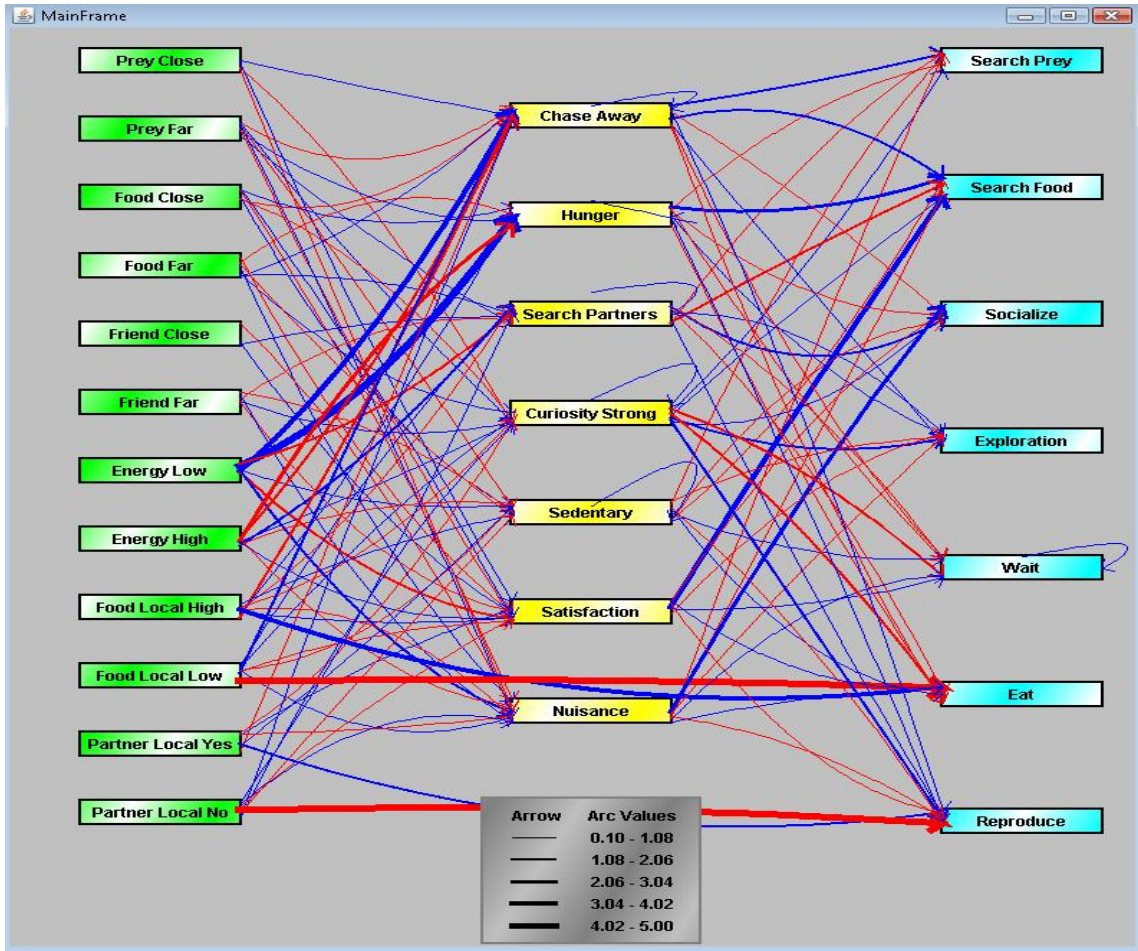 MainFrame
Prey Close
Prey Far
Food Close
Food Far
Friend Close
Friend Far
Energy Low
Energy High
Food Local High
Food Local Low
Partner Local Yes
Partner Local No
Chase Away
Hunger
Search Partners
Curiosity Strong
Sedentary
Satisfaction
Nuisance
Search Prey
Search Food
Socialize
Exploration
Wait
Eat
Reproduce
Arrow Arc Values
0.10 - 1.08
1.08 - 2.06
2.06 - 3.04
3.04 - 4.02
4.02 - 5.00